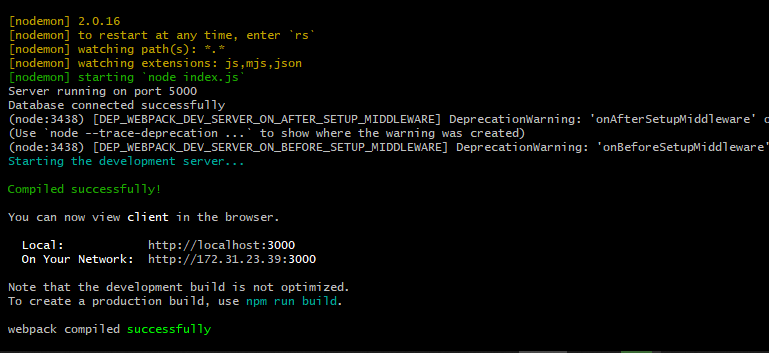 [nodemon] 2.0.16
[nodemon] to restart at any time, enter `rs`
[nodemon] watching path(s): *.*
[nodemon] watching extensions: js,mjs,json
[nodemon] starting `node index.js`
Server running on port 5000
Database connected successfully
(node:3438) [DEP_WEBPACK_DEV_SERVER_ON_AFTER_SETUP_MIDDLEWARE] DeprecationWarning: 'onAfterSetupMiddleware' o
(Use `node --trace-deprecation ...` to show where the warning was created)
(node:3438) [DEP_WEBPACK_DEV_SERVER_ON_BEFORE_SETUP_MIDDLEWARE] DeprecationWarning: 'onBeforeSetupMiddleware'
Starting the development server...
Compiled successfully!
You can now view client in the browser.
Local: http://localhost:3000
On Your Network: http://172.31.23.39:3000
Note that the development build is not optimized.
To create a production build, use npm run build.
webpack compiled successfully